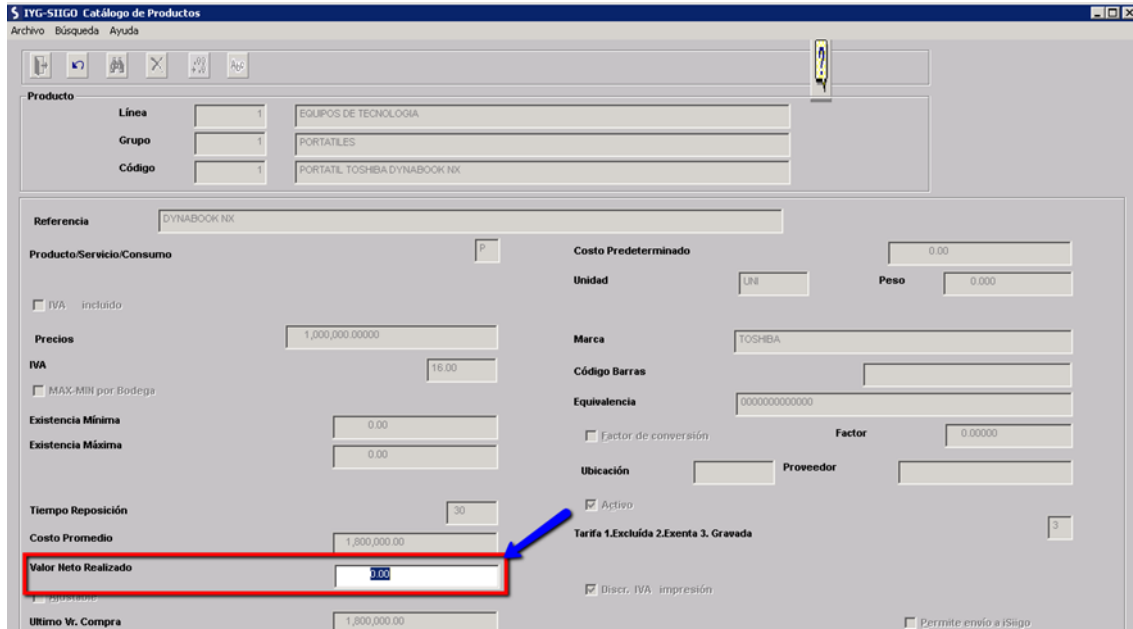 IYG-SIIGO Catálogo de Productos
Archivo Búsqueda Ayuda
Producto
Línea 1 EQUIPOS DE TECNOLOGIA
Grupo 1 PORTATILES
Código 1 PORTATIL TOSHIBA DYNABOOK NX
Referencia DYNABOOK NX
Producto/Servicio/Consumo P Costo Predeterminado 0.00
Unidad UNI Peso 0.000
IVA incluido
Precios 1,000,000.00000 Marca TOSHIBA
IVA 16.00 Código Barras
MAX-MIN por Bodega
Equivalencia 0000000000000
Existencia Mínima 0.00 Factor de conversión Factor 0.00000
Existencia Máxima 0.00
Ubicación Proveedor
Tiempo Reposición 30 Activo
Costo Promedio 1,800,000.00 Tarifa 1.Excluída 2.Exenta 3. Gravada 3
Valor Neto Realizado 0.00
Discr. IVA impresión
Ajustable
Ultimo Vr. Compra 1,800,000.00 Permite envío a iSiigo